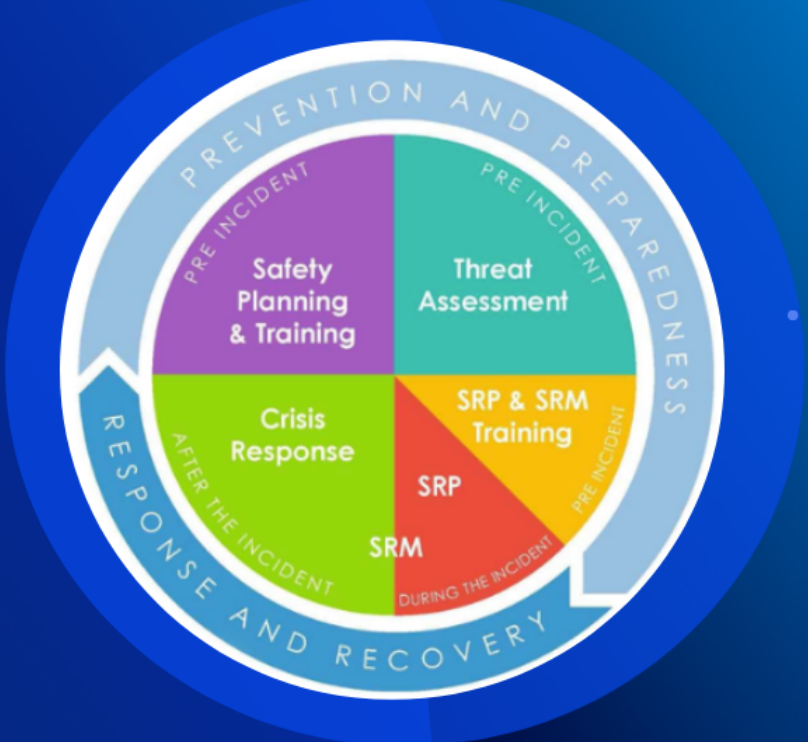 PREVENTION AND PREPAREDNESS
PRE INCIDENT
Safety
Planning
& Training
PRE INCIDENT
Threat
Assessment
SRP & SRM
Training
PRE INCIDENT
SRP
DURING THE INCIDENT
SRM
Crisis
Response
AFTER THE INCIDENT
RESPONSE AND RECOVERY